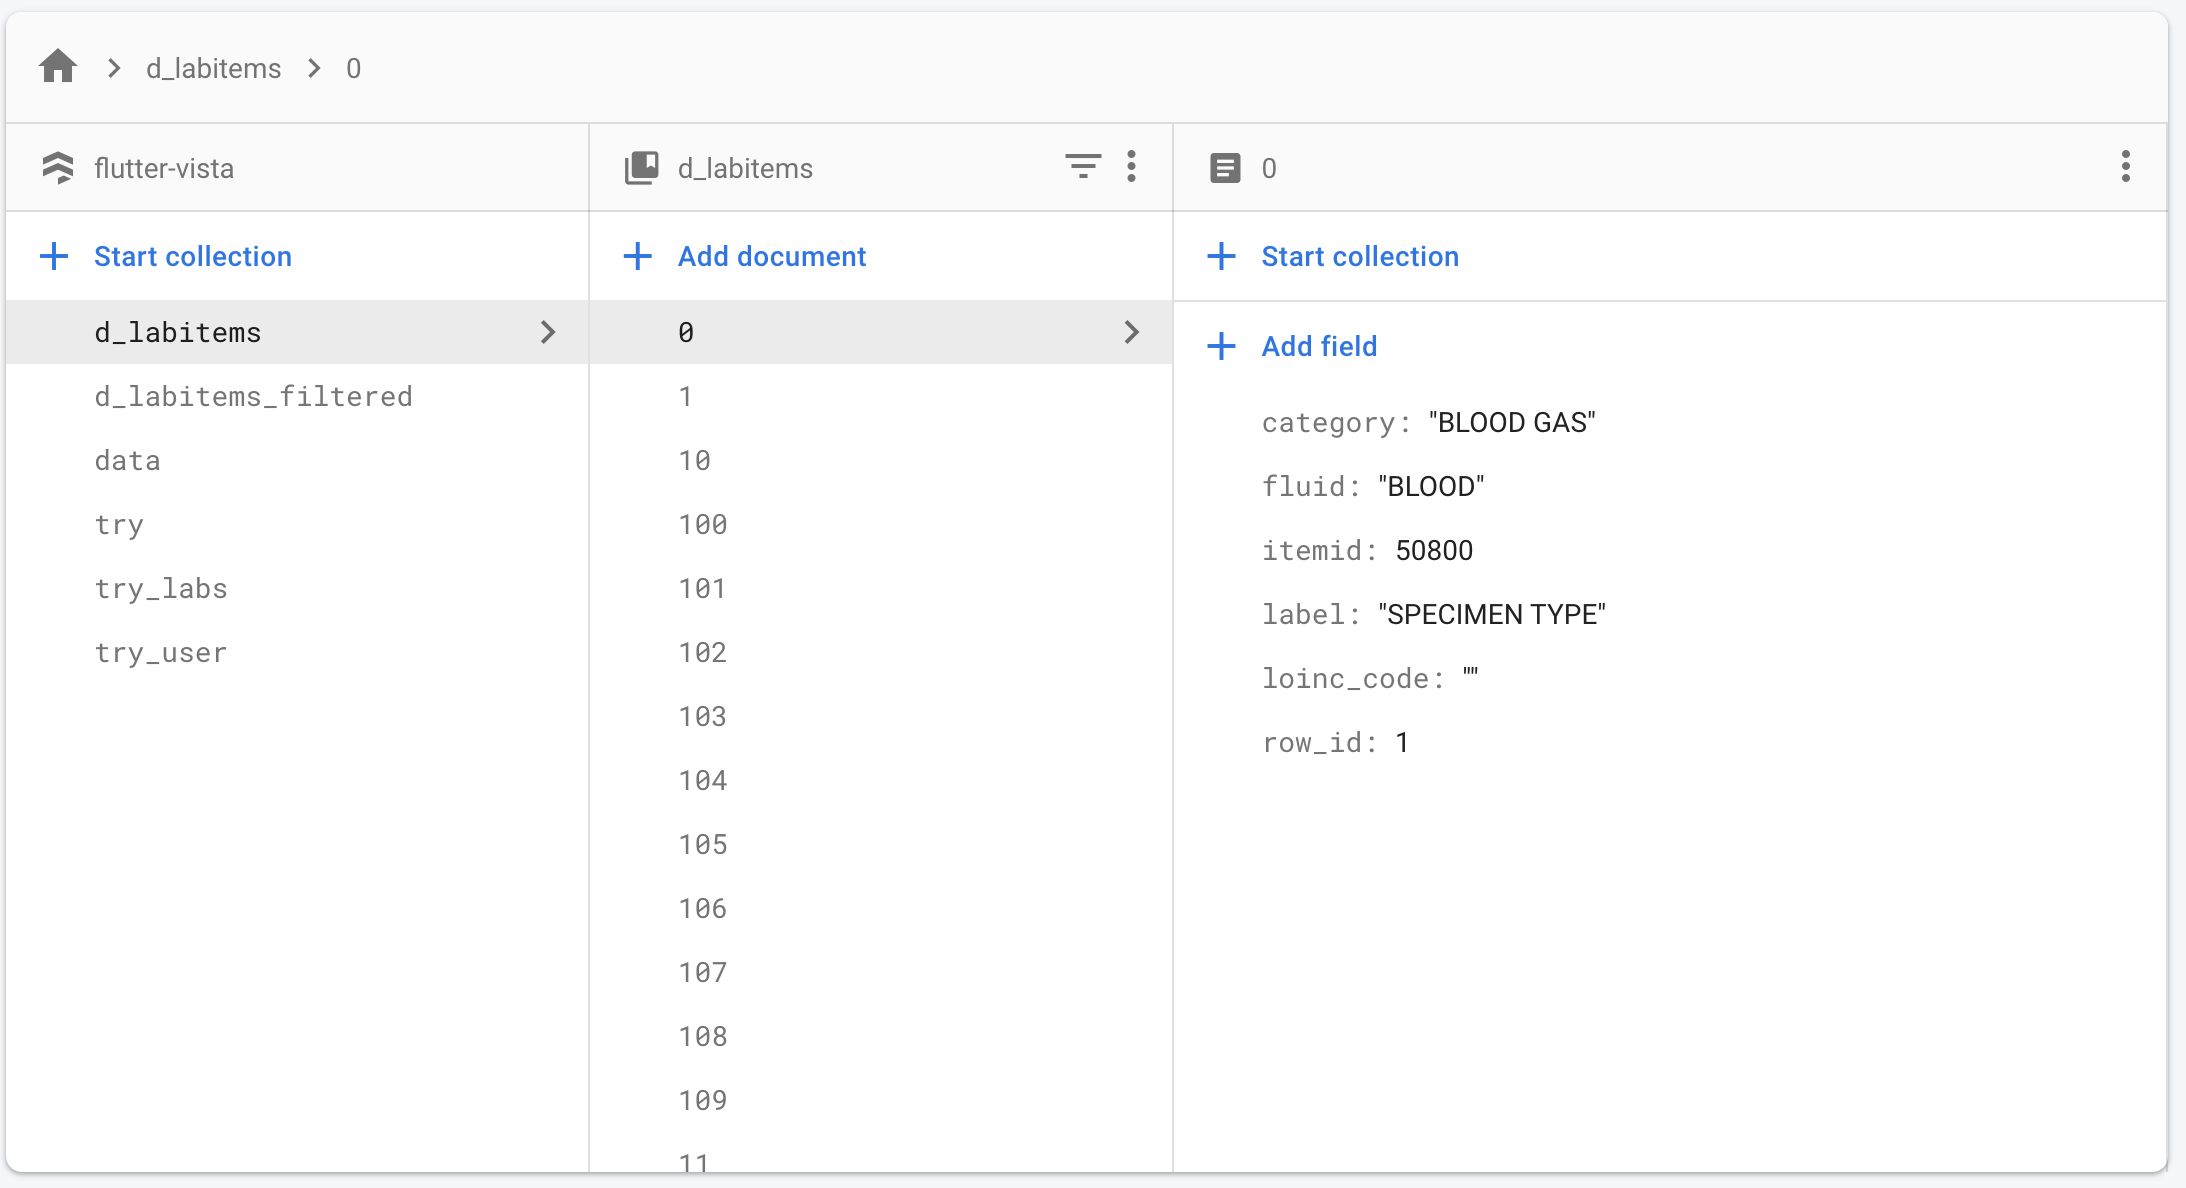 d_labitems 0
flutter-vista
Start collection
d_labitems
d_labitems_filtered
data
try
try_labs
try_user
d_labitems
Add document
0
1
10
100
101
102
103
104
105
106
107
108
109
11
0
Start collection
Add field
category: "BLOOD GAS"
fluid: "BLOOD"
itemid: 50800
label: "SPECIMEN TYPE"
loinc_code: ""
row_id: 1